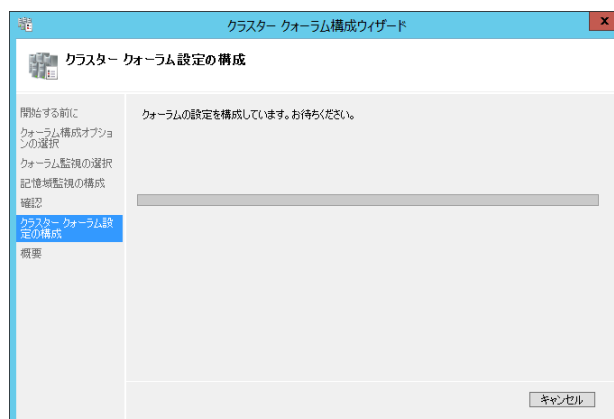 クラスター クォーラム構成ウィザード
x
クラスター クォーラム設定の構成
開始する前に
クォーラム構成オプショ
ンの選択
クォーラム監視の選択
記憶域監視の構成
確認
クラスター クォーラム設
定の構成
概要
クォーラムの設定を構成しています。お待ちください。
キャンセル